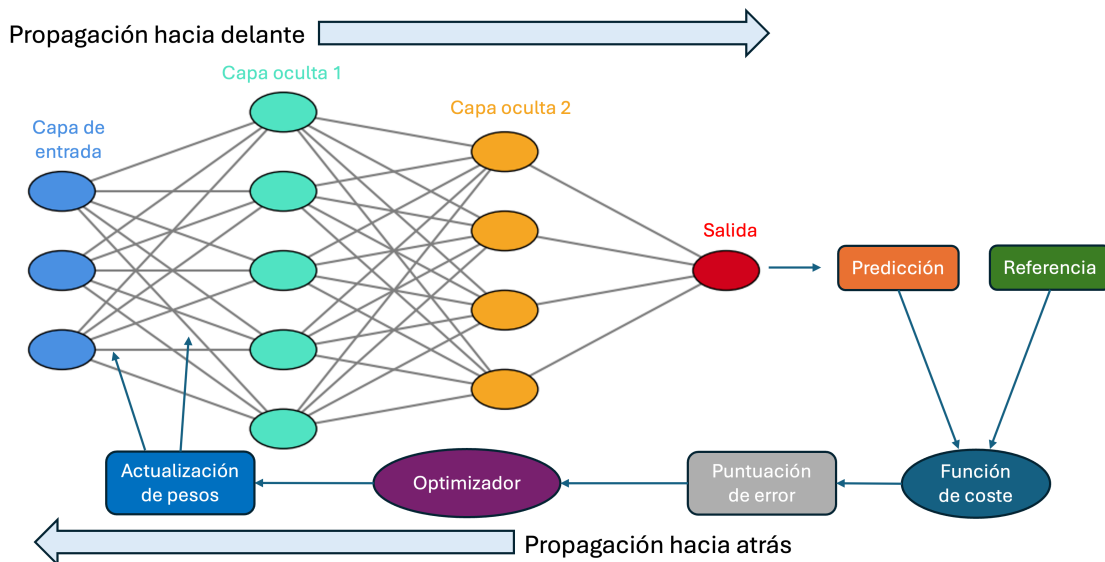 Propagación hacia delante
Capa oculta 1
Capa oculta 2
Capa de
entrada
Salida
Predicción
Referencia
Actualización
de pesos
Optimizador
Puntuación
de error
Función
de coste
Propagación hacia atrás